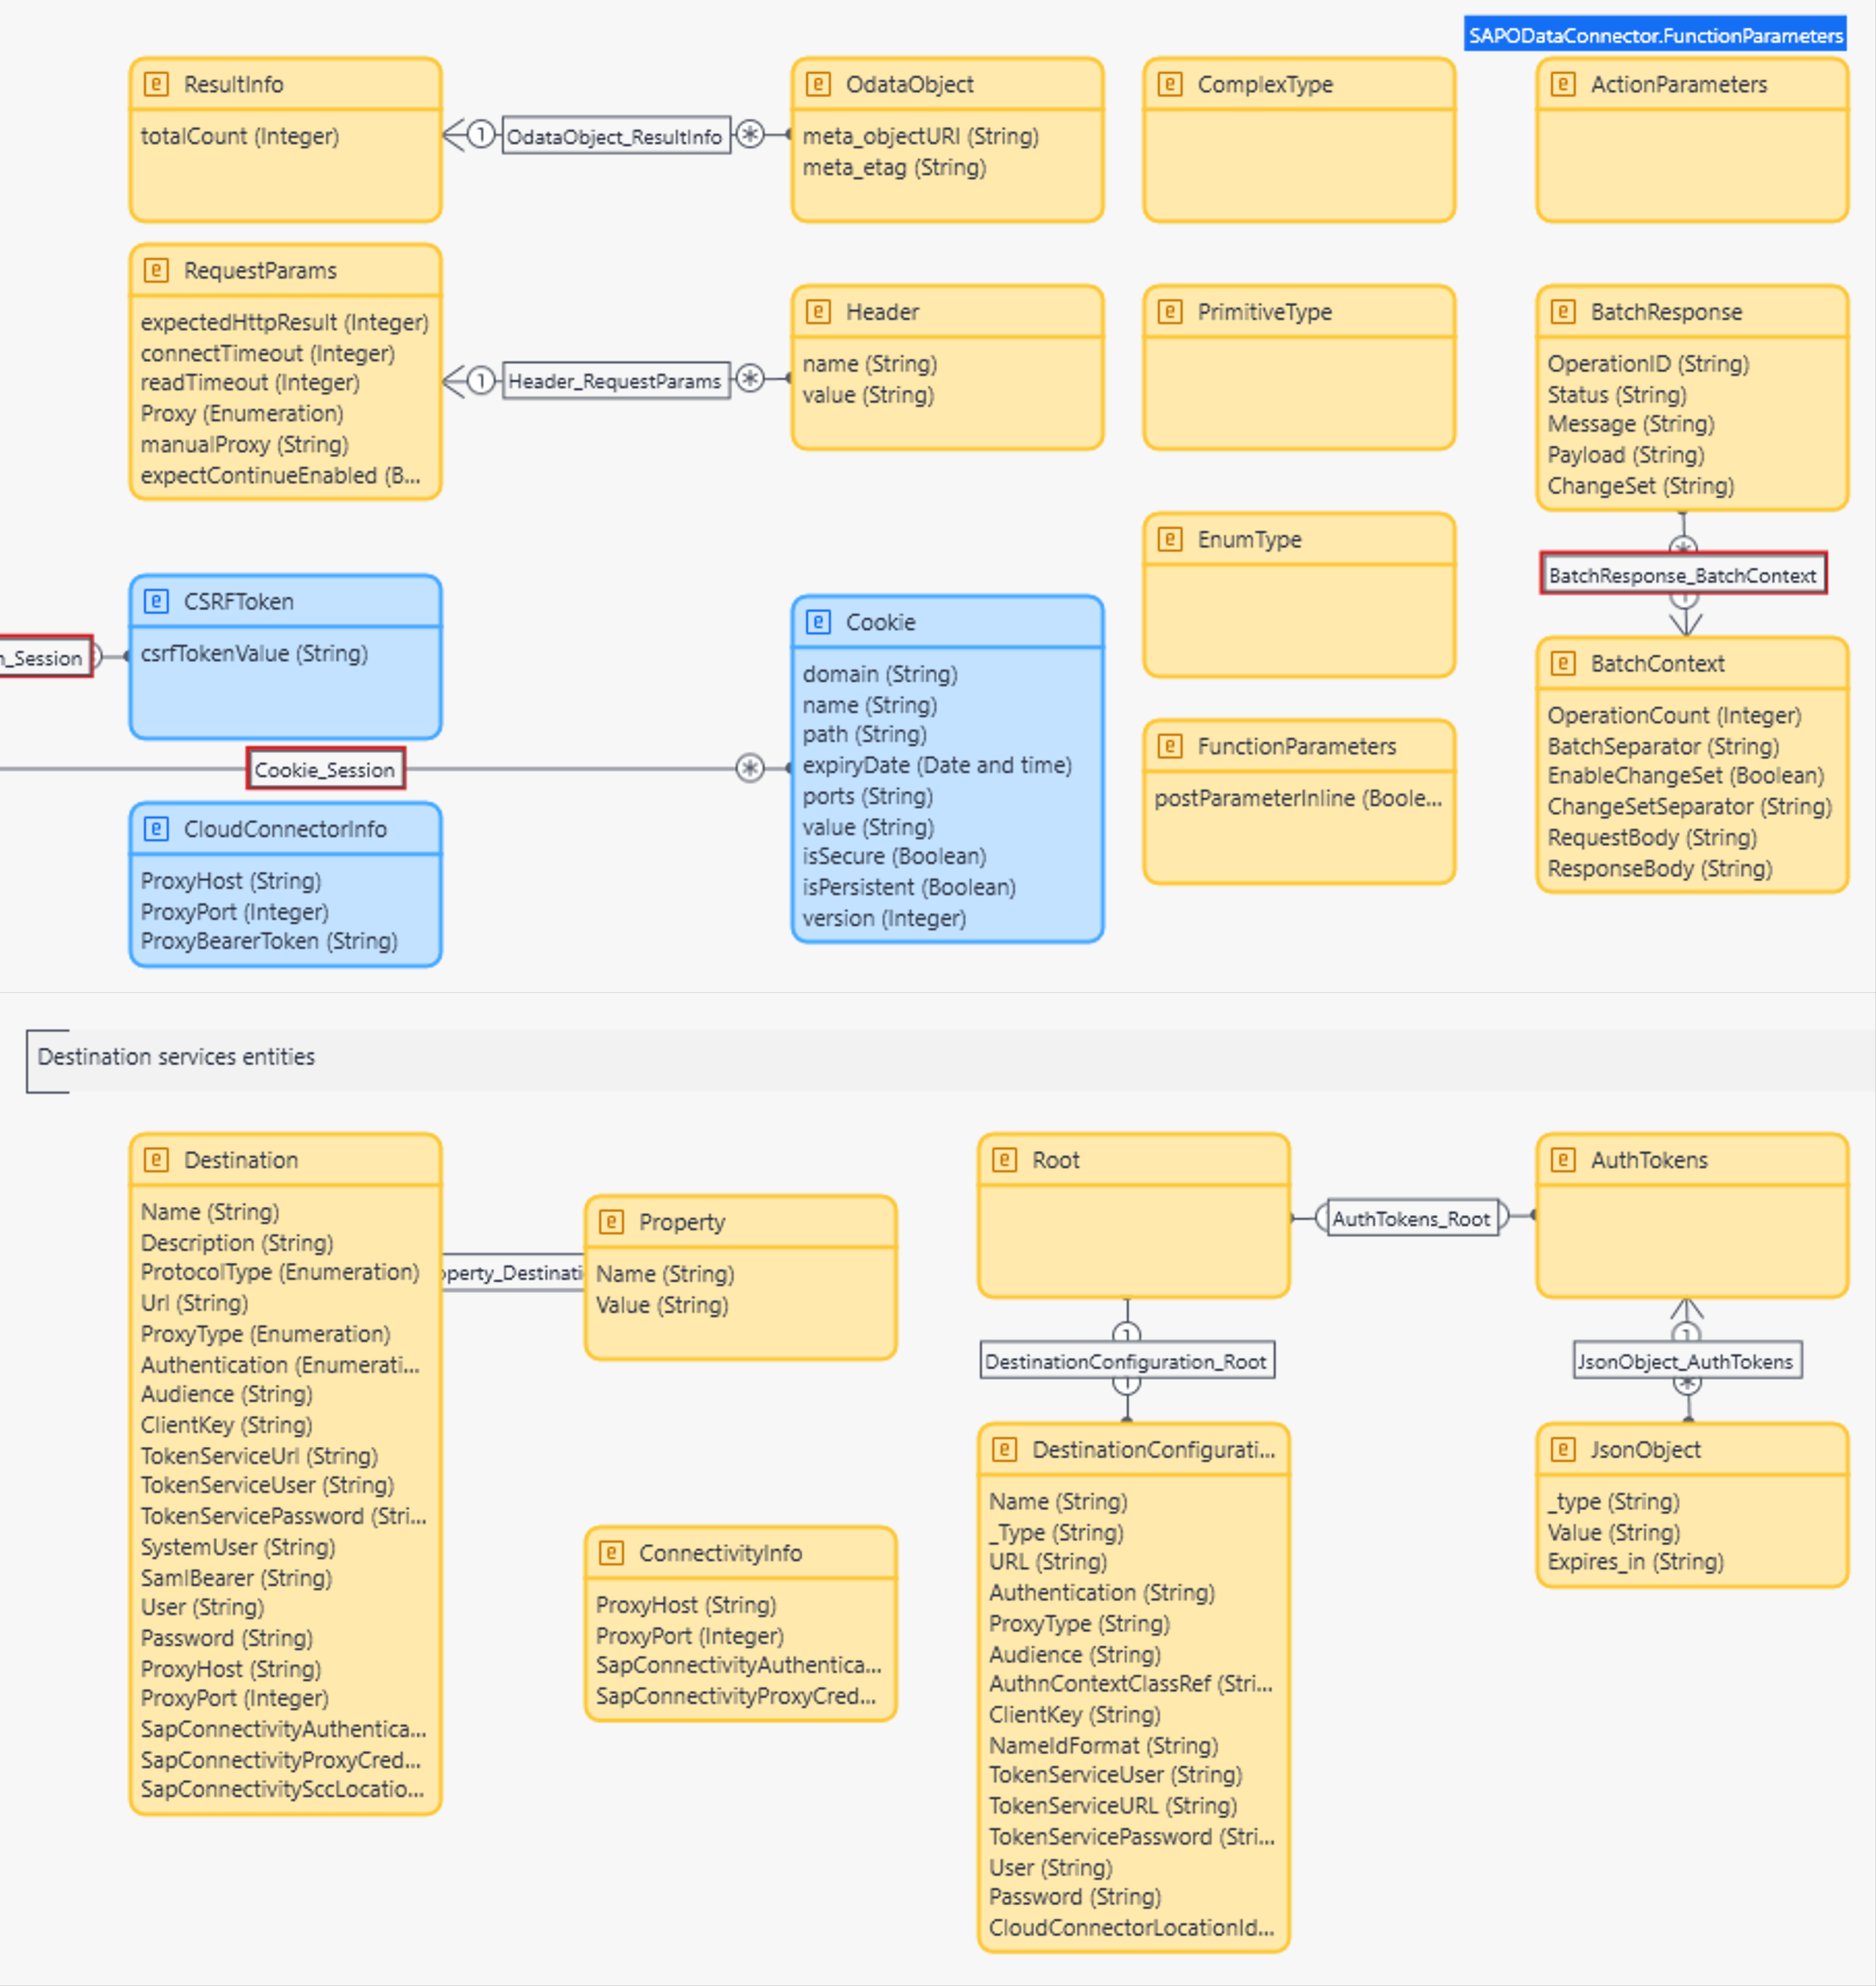 SAPODataConnector.FunctionParameters
ResultInfo
totalCount (Integer)
OdataObject_ResultInfo
1
*
OdataObject
meta_objectURI (String)
meta_etag (String)
ComplexType
ActionParameters
RequestParams
expectedHttpResult (Integer)
connectTimeout (Integer)
readTimeout (Integer)
Proxy (Enumeration)
manualProxy (String)
expectContinueEnabled (B...
1
Header_RequestParams
*
Header
name (String)
value (String)
PrimitiveType
BatchResponse
OperationID (String)
Status (String)
Message (String)
Payload (String)
ChangeSet (String)
EnumType
*
BatchResponse_BatchContext
1
n_Session
CSRFToken
csrfTokenValue (String)
Cookie_Session
*
Cookie
domain (String)
name (String)
path (String)
expiryDate (Date and time)
ports (String)
value (String)
isSecure (Boolean)
isPersistent (Boolean)
version (Integer)
FunctionParameters
postParameterInline (Boole...
BatchContext
OperationCount (Integer)
BatchSeparator (String)
EnableChangeSet (Boolean)
ChangeSetSeparator (String)
RequestBody (String)
ResponseBody (String)
CloudConnectorInfo
ProxyHost (String)
ProxyPort (Integer)
ProxyBearerToken (String)
Destination services entities
Destination
Name (String)
Description (String)
ProtocolType (Enumeration)
Url (String)
ProxyType (Enumeration)
Authentication (Enumerati...
Audience (String)
ClientKey (String)
TokenServiceUrl (String)
TokenServiceUser (String)
TokenServicePassword (Stri...
SystemUser (String)
SamlBearer (String)
User (String)
Password (String)
ProxyHost (String)
ProxyPort (Integer)
SapConnectivityAuthentica...
SapConnectivityProxyCred...
SapConnectivitySccLocatio...
operty_Destinati
Property
Name (String)
Value (String)
ConnectivityInfo
ProxyHost (String)
ProxyPort (Integer)
SapConnectivityAuthentica...
SapConnectivityProxyCred...
Root
AuthTokens_Root
AuthTokens
1
DestinationConfiguration_Root
1
1
JsonObject_AuthTokens
*
DestinationConfigurati...
Name (String)
_Type (String)
URL (String)
Authentication (String)
ProxyType (String)
Audience (String)
AuthnContextClassRef (Stri...
ClientKey (String)
NameIdFormat (String)
TokenServiceUser (String)
TokenServiceURL (String)
TokenServicePassword (Stri...
User (String)
Password (String)
CloudConnectorLocationId...
JsonObject
_type (String)
Value (String)
Expires_in (String)